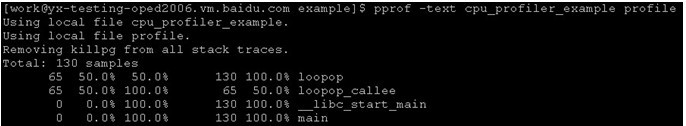 [work@yx-testing-oped2006.vm.baidu.com example]$ pprof -text cpu_profiler_example profile
Using local file cpu_profiler_example.
Using local file profile.
Removing killpg from all stack traces.
Total: 130 samples
65 50.0% 50.0% 130 100.0% loopop
65 50.0% 100.0% 65 50.0% loopop_callee
0 0.0% 100.0% 130 100.0% __libc_start_main
0 0.0% 100.0% 130 100.0% main